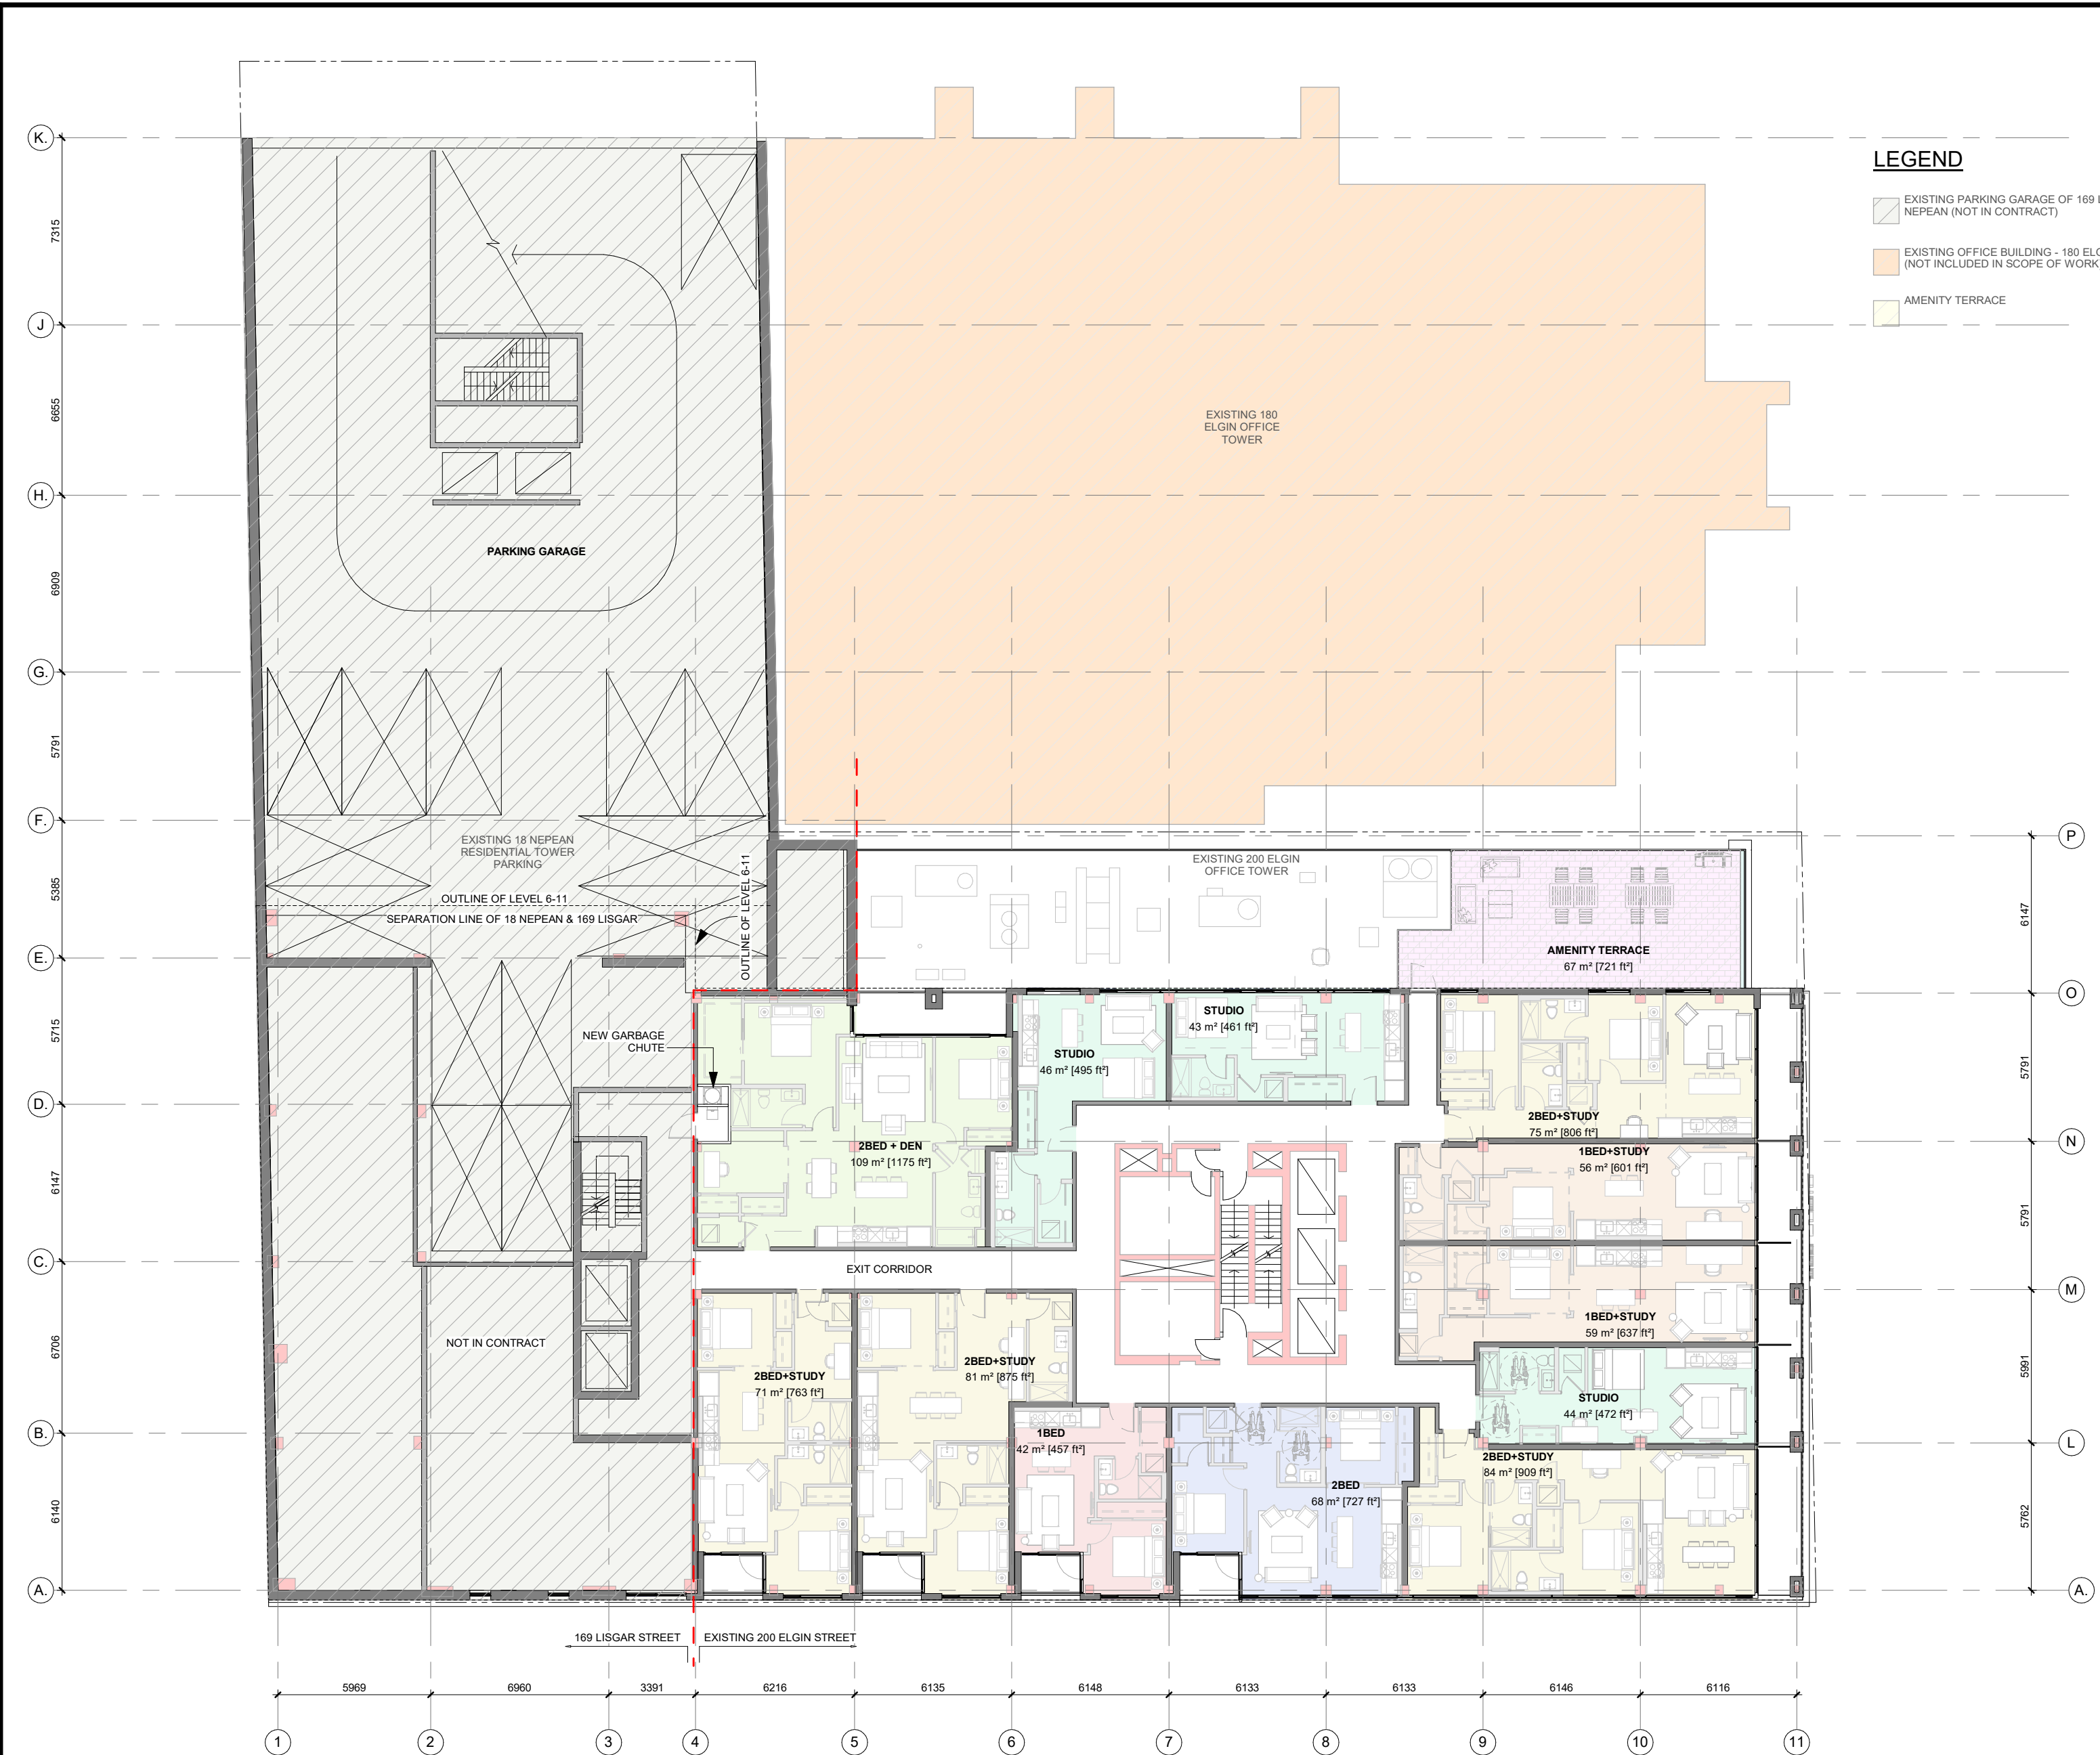 LEGEND
EXISTING PARKING GARAGE OF 169 L
NEPEAN (NOT IN CONTRACT)
EXISTING OFFICE BUILDING - 180 ELG
(NOT INCLUDED IN SCOPE OF WORK
AMENITY TERRACE
K.
J
H.
G.
F.
E.
D.
C.
B.
A.
7315
6655
6909
5791
5385
5715
6147
6706
6140
EXISTING 180
ELGIN OFFICE
TOWER
PARKING GARAGE
EXISTING 18 NEPEAN
RESIDENTIAL TOWER
PARKING
OUTLINE OF LEVEL 6-11
SEPARATION LINE OF 18 NEPEAN & 169 LISGAR
OUTLINE OF LEVEL 6-11
EXISTING 200 ELGIN
OFFICE TOWER
AMENITY TERRACE
67 m² [721 ft²]
NEW GARBAGE
CHUTE
STUDIO
43 m² [461 ft²]
STUDIO
46 m² [495 ft²]
2BED + DEN
109 m² [1175 ft²]
2BED+STUDY
75 m² [806 ft²]
1BED+STUDY
56 m² [601 ft²]
EXIT CORRIDOR
1BED+STUDY
59 m² [637 ft²]
NOT IN CONTRACT
2BED+STUDY
71 m² [763 ft²]
2BED+STUDY
81 m² [875 ft²]
STUDIO
44 m² [472 ft²]
1BED
42 m² [457 ft²]
2BED
68 m² [727 ft²]
2BED+STUDY
84 m² [909 ft²]
P
O
N
M
L
A.
6147
5791
5791
5991
5762
169 LISGAR STREET
EXISTING 200 ELGIN STREET
5969
6960
3391
6216
6135
6148
6133
6133
6146
6116
1
2
3
4
5
6
7
8
9
10
11